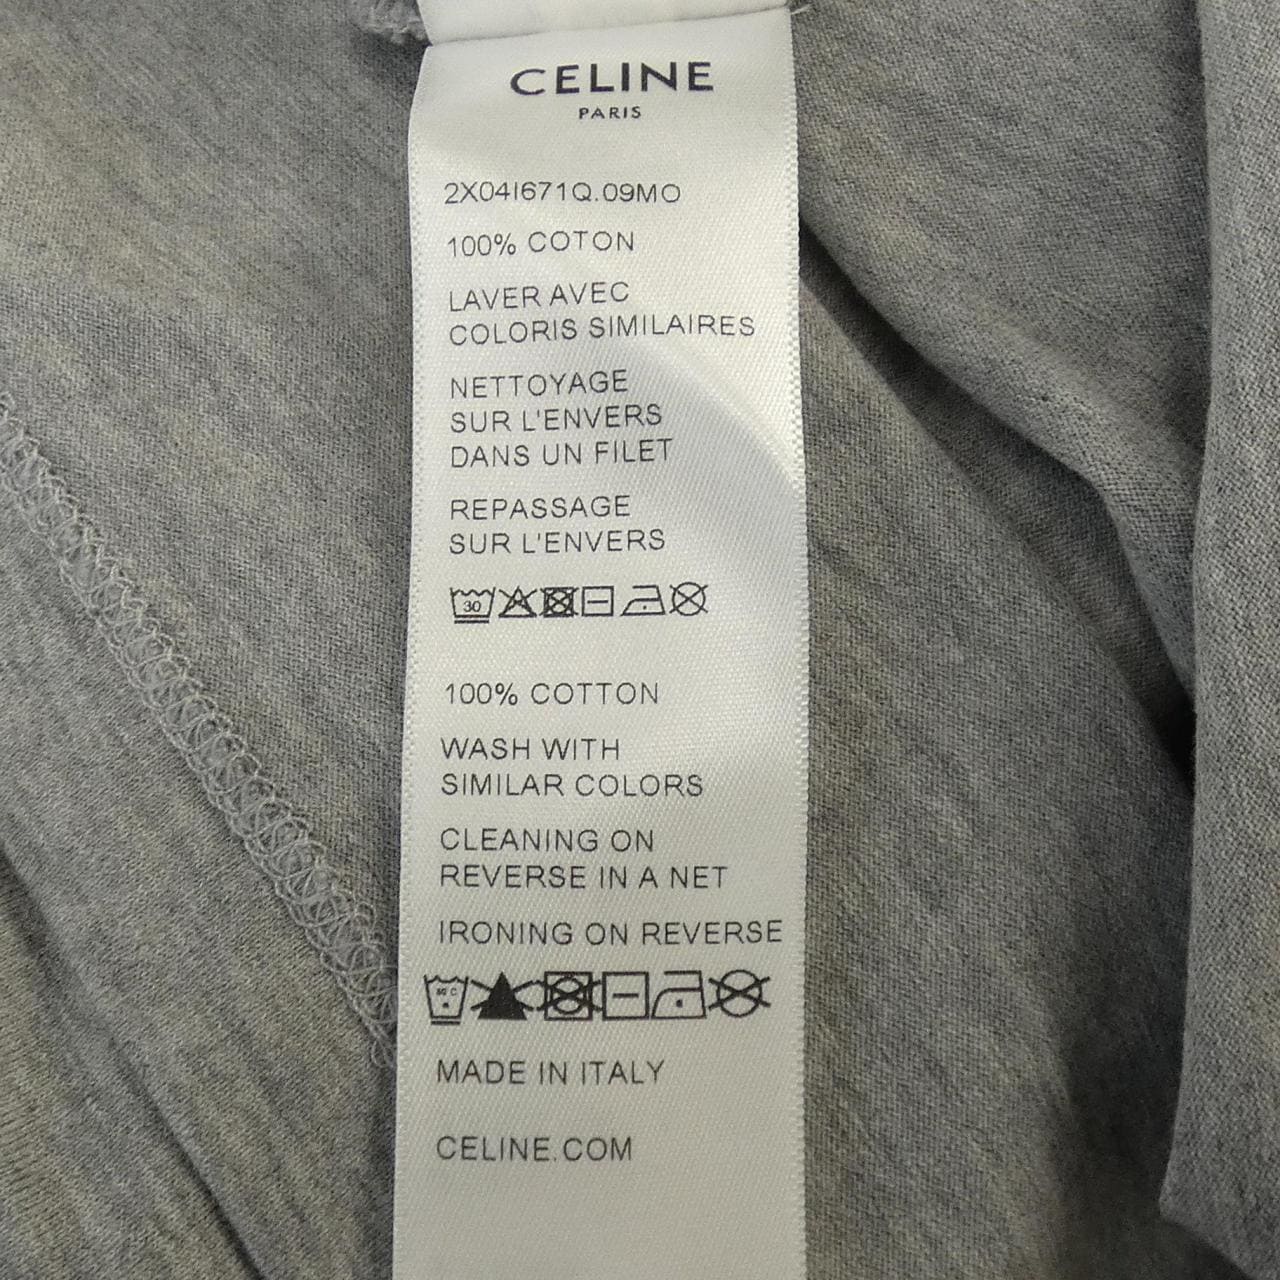 CELINE
PARIS
2X04I671Q.09MO
100% COTON
LAVER AVEC
COLORIS SIMILAIRES
NETTOYAGE
SUR L'ENVERS
DANS UN FILET
REPASSAGE
SUR L'ENVERS
30
100% COTTON
WASH WITH
SIMILAR COLORS
CLEANING ON
REVERSE IN A NET
IRONING ON REVERSE
MADE IN ITALY
CELINE.COM